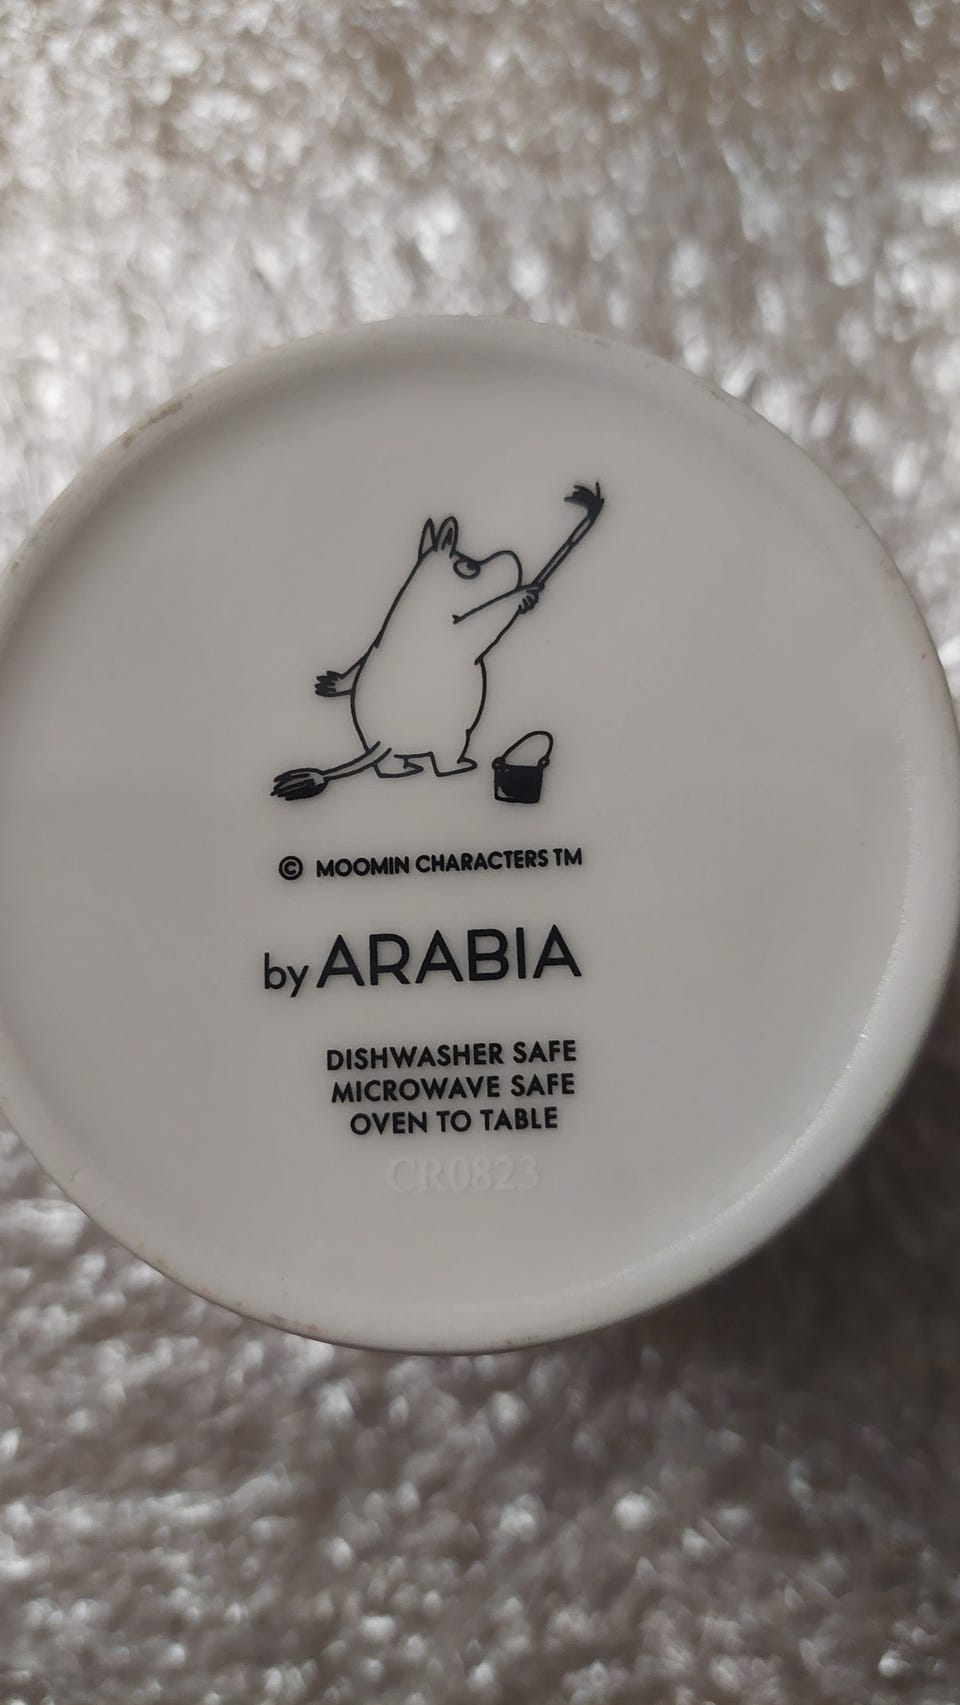 © MOOMIN CHARACTERS TM
by ARABIA
DISHWASHER SAFE
MICROWAVE SAFE
OVEN TO TABLE
CR0823